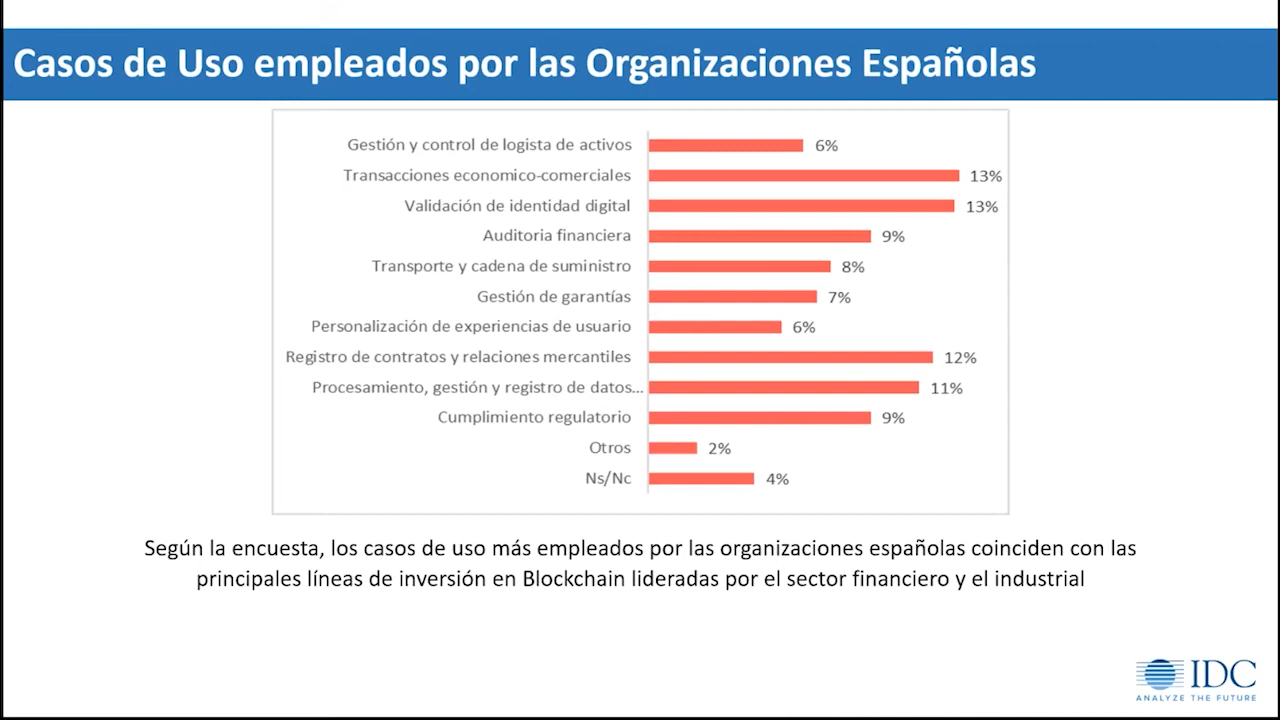 Casos de Uso empleados por las Organizaciones Españolas
Gestión y control de logista de activos 6%
Transacciones economico-comerciales 13%
Validación de identidad digital 13%
Auditoria financiera 9%
Transporte y cadena de suministro 8%
Gestión de garantías 7%
Personalización de experiencias de usuario 6%
Registro de contratos y relaciones mercantiles 12%
Procesamiento, gestión y registro de datos... 11%
Cumplimiento regulatorio 9%
Otros 2%
Ns/Nc 4%
Según la encuesta, los casos de uso más empleados por las organizaciones españolas coinciden con las
principales líneas de inversión en Blockchain lideradas por el sector financiero y el industrial
IDC
ANALYZE THE FUTURE